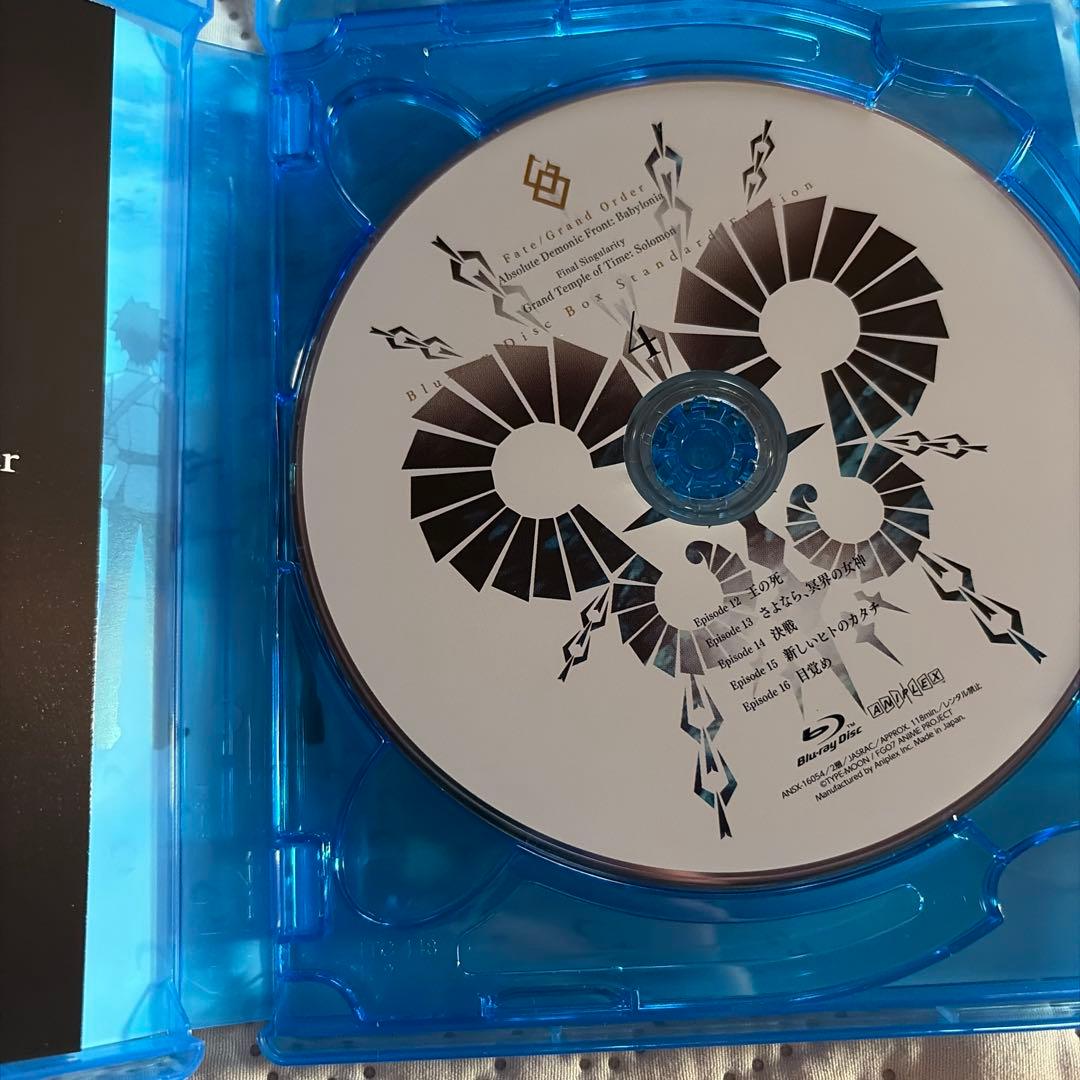 r
Fate/Grand Order
Absolute Demonic Front: Babylonia
Final Singularity
Grand Temple of Time: Solomon
Blu Disc Box Standard Edition
4
Episode 12 王の死
Episode 13 さよなら、冥界の女神
Episode 14 決戦
Episode 15 新しいヒトのカタチ
Episode 16 目覚め
ANIPLEX
Blu-ray Disc™
ANSX-16054/2層/JASRAC/APPROX. 118min./レンタル禁止
©TYPE-MOON / FGO7 ANIME PROJECT
Manufactured by Aniplex Inc. Made in Japan.